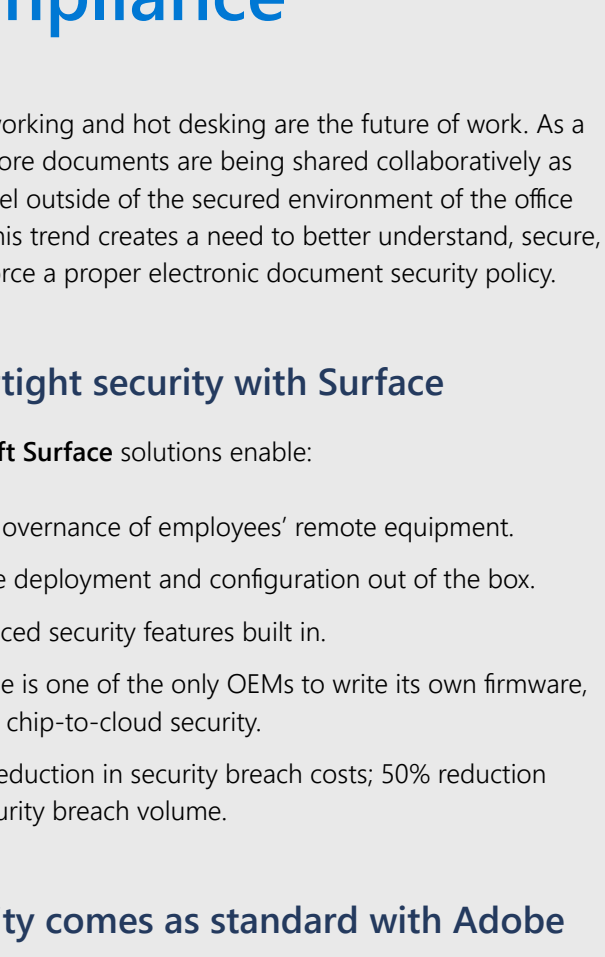 mpliance
working and hot desking are the future of work. As a
ore documents are being shared collaboratively as
el outside of the secured environment of the office
his trend creates a need to better understand, secure,
orce a proper electronic document security policy.
tight security with Surface
ft Surface solutions enable:
overnance of employees’ remote equipment.
e deployment and configuration out of the box.
ced security features built in.
e is one of the only OEMs to write its own firmware,
chip-to-cloud security.
eduction in security breach costs; 50% reduction
urity breach volume.
ty comes as standard with Adobe